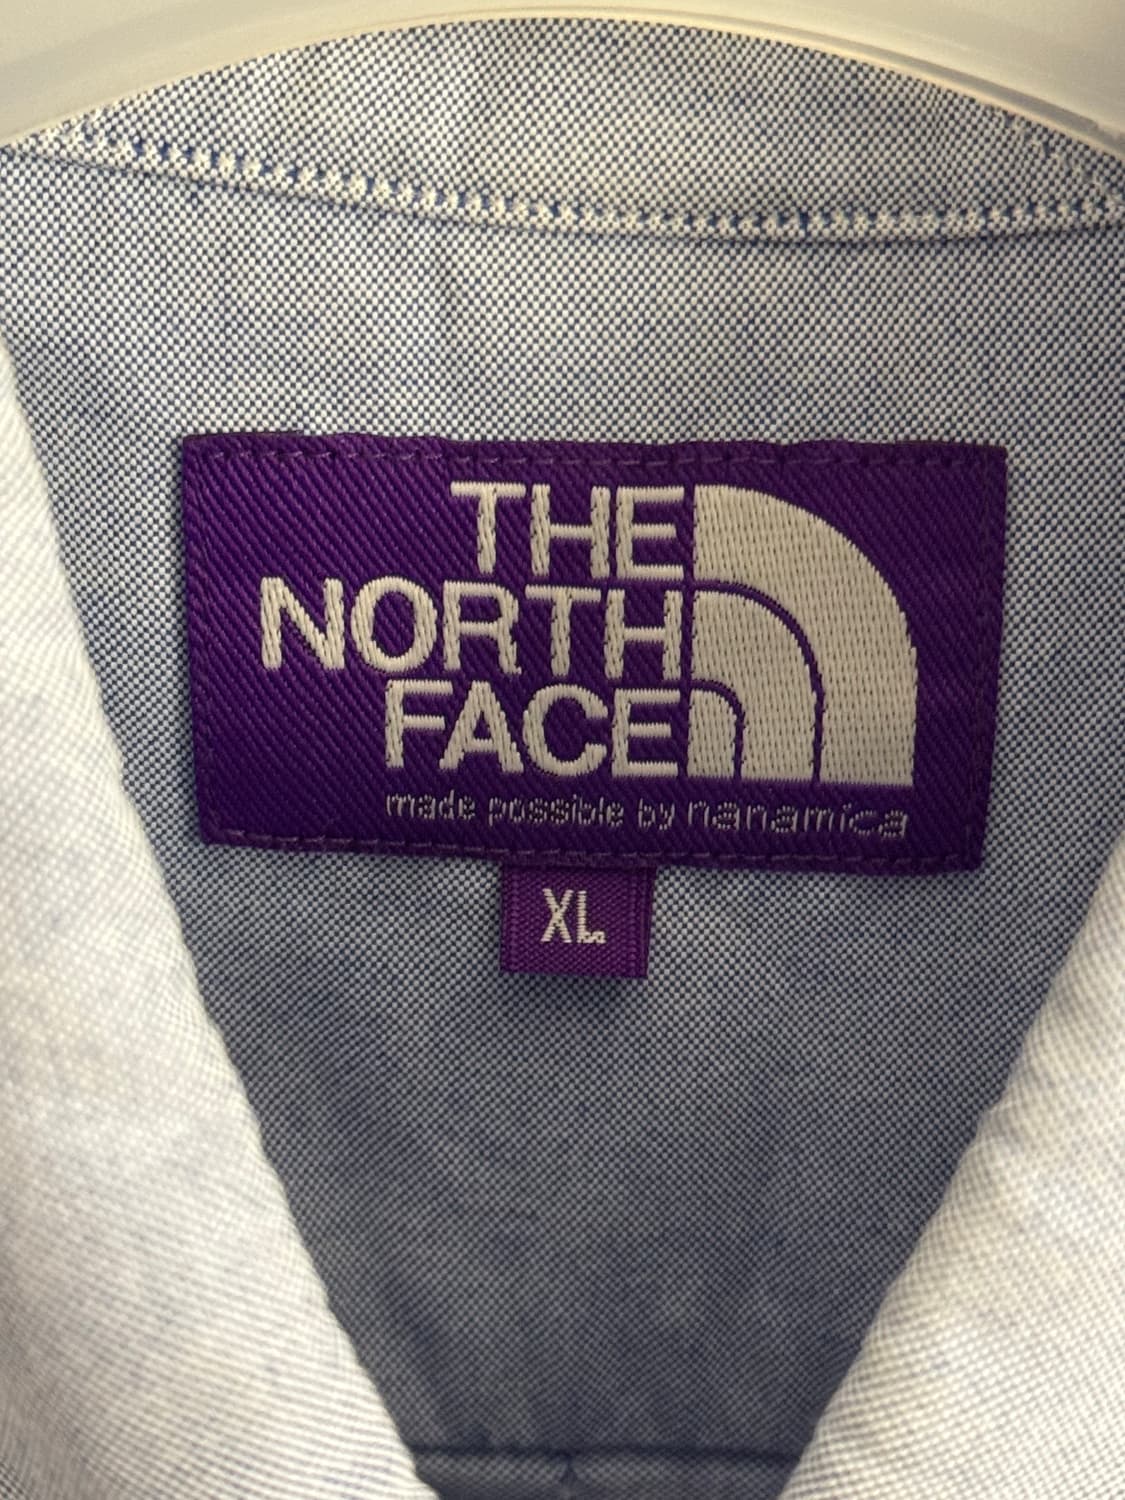 THE
NORTH
FACE
made possible by nanamica
XL